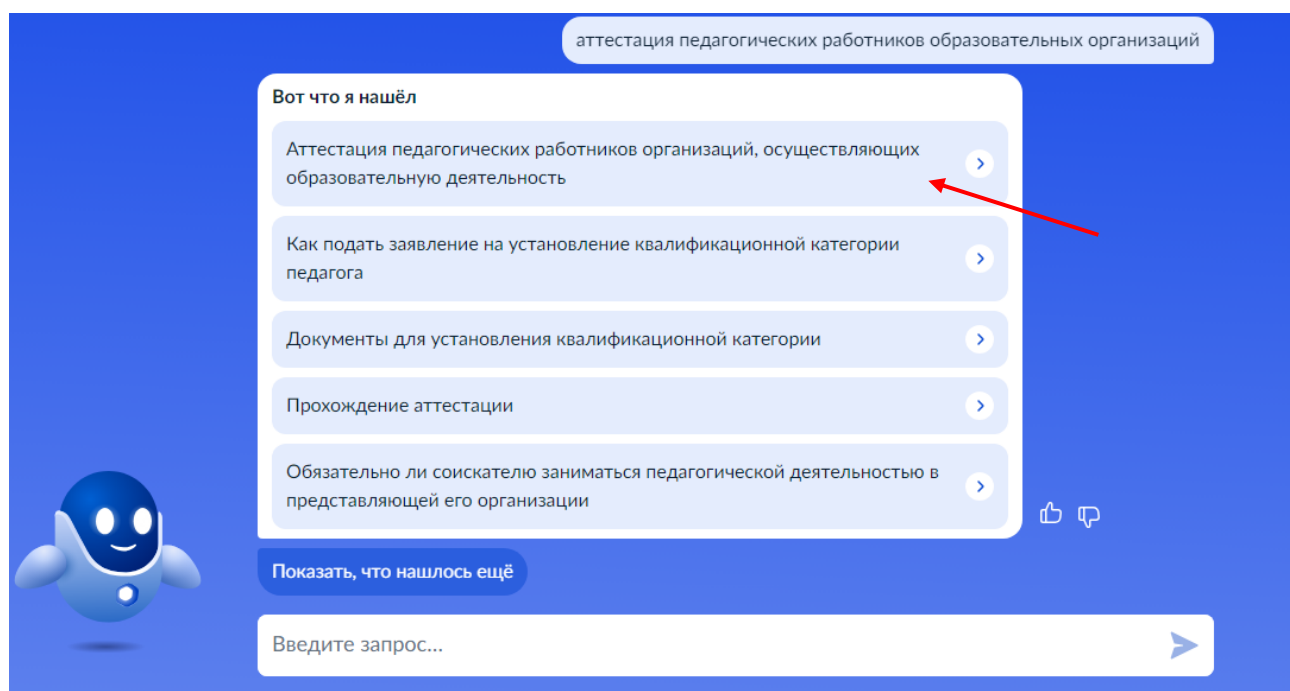 аттестация педагогических работников образовательных организаций
Вот что я нашёл
Аттестация педагогических работников организаций, осуществляющих
образовательную деятельность
Как подать заявление на установление квалификационной категории
педагога
Документы для установления квалификационной категории
Прохождение аттестации
Обязательно ли соискателю заниматься педагогической деятельностью в
представляющей его организации
Показать, что нашлось ещё
Введите запрос...